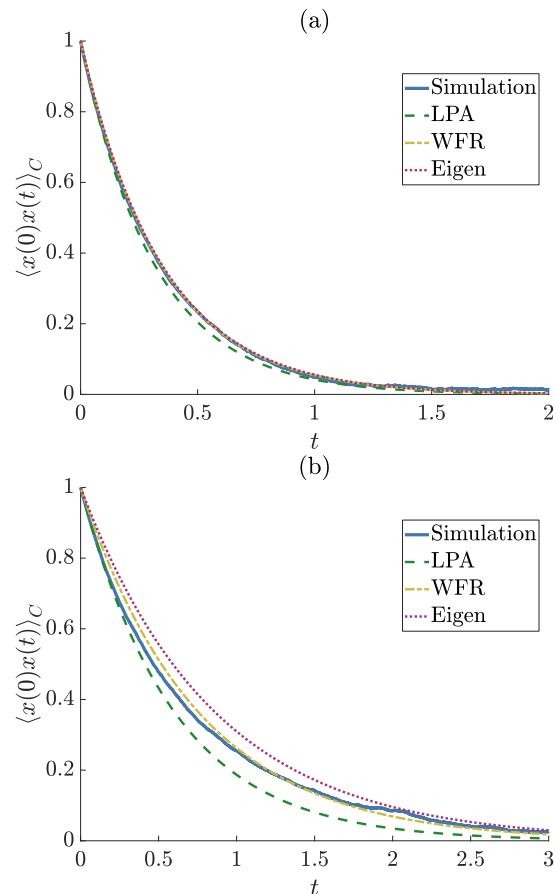 (a)
1
0.8
0.6
0.4
0.2
0
⟨x(0)x(t)⟩_C
Simulation
LPA
WFR
Eigen
0 0.5 1 1.5 2
t
(b)
1
0.8
0.6
0.4
0.2
0
⟨x(0)x(t)⟩_C
Simulation
LPA
WFR
Eigen
0 0.5 1 1.5 2 2.5 3
t